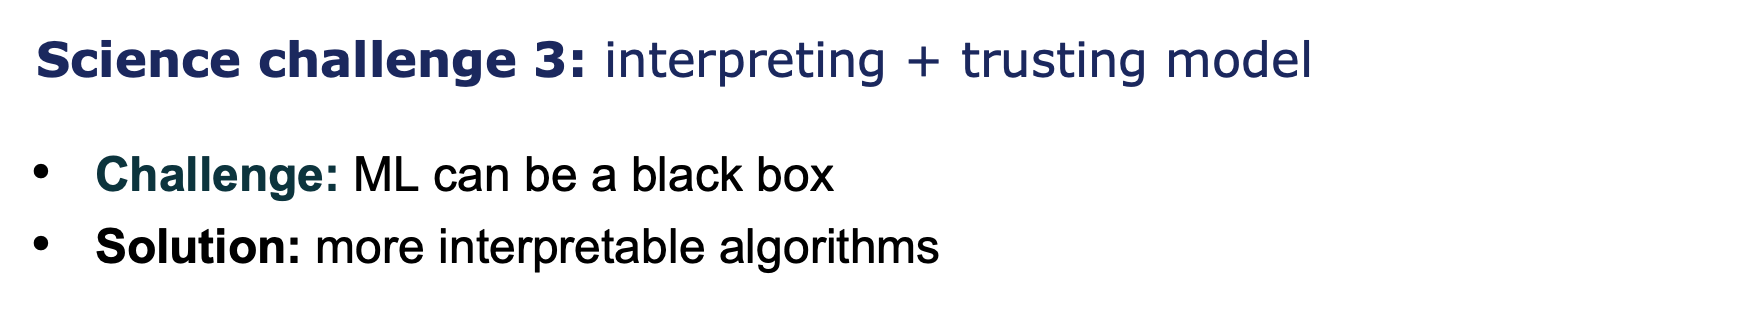 Science challenge 3: interpreting + trusting model
• Challenge: ML can be a black box
• Solution: more interpretable algorithms